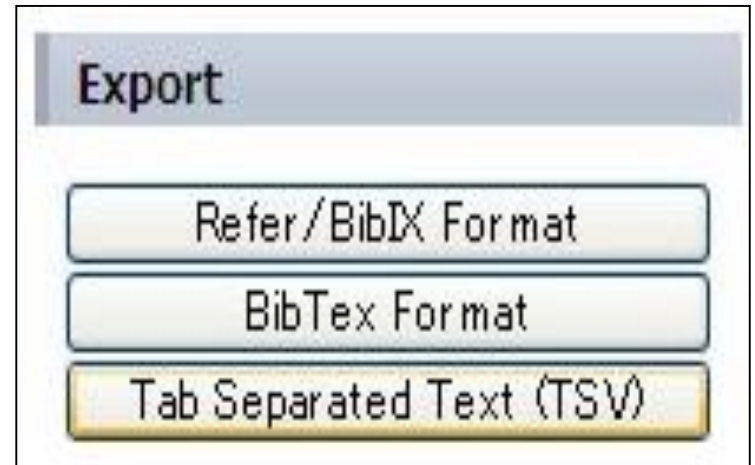 Export
Refer/BibIX Format
BibTex Format
Tab Separated Text (TSV)